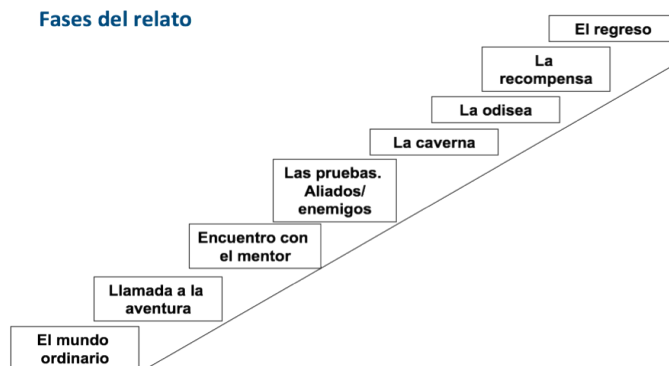 Fases del relato
El regreso
La
recompensa
La odisea
La caverna
Las pruebas.
Aliados/
enemigos
Encuentro con
el mentor
Llamada a la
aventura
El mundo
ordinario